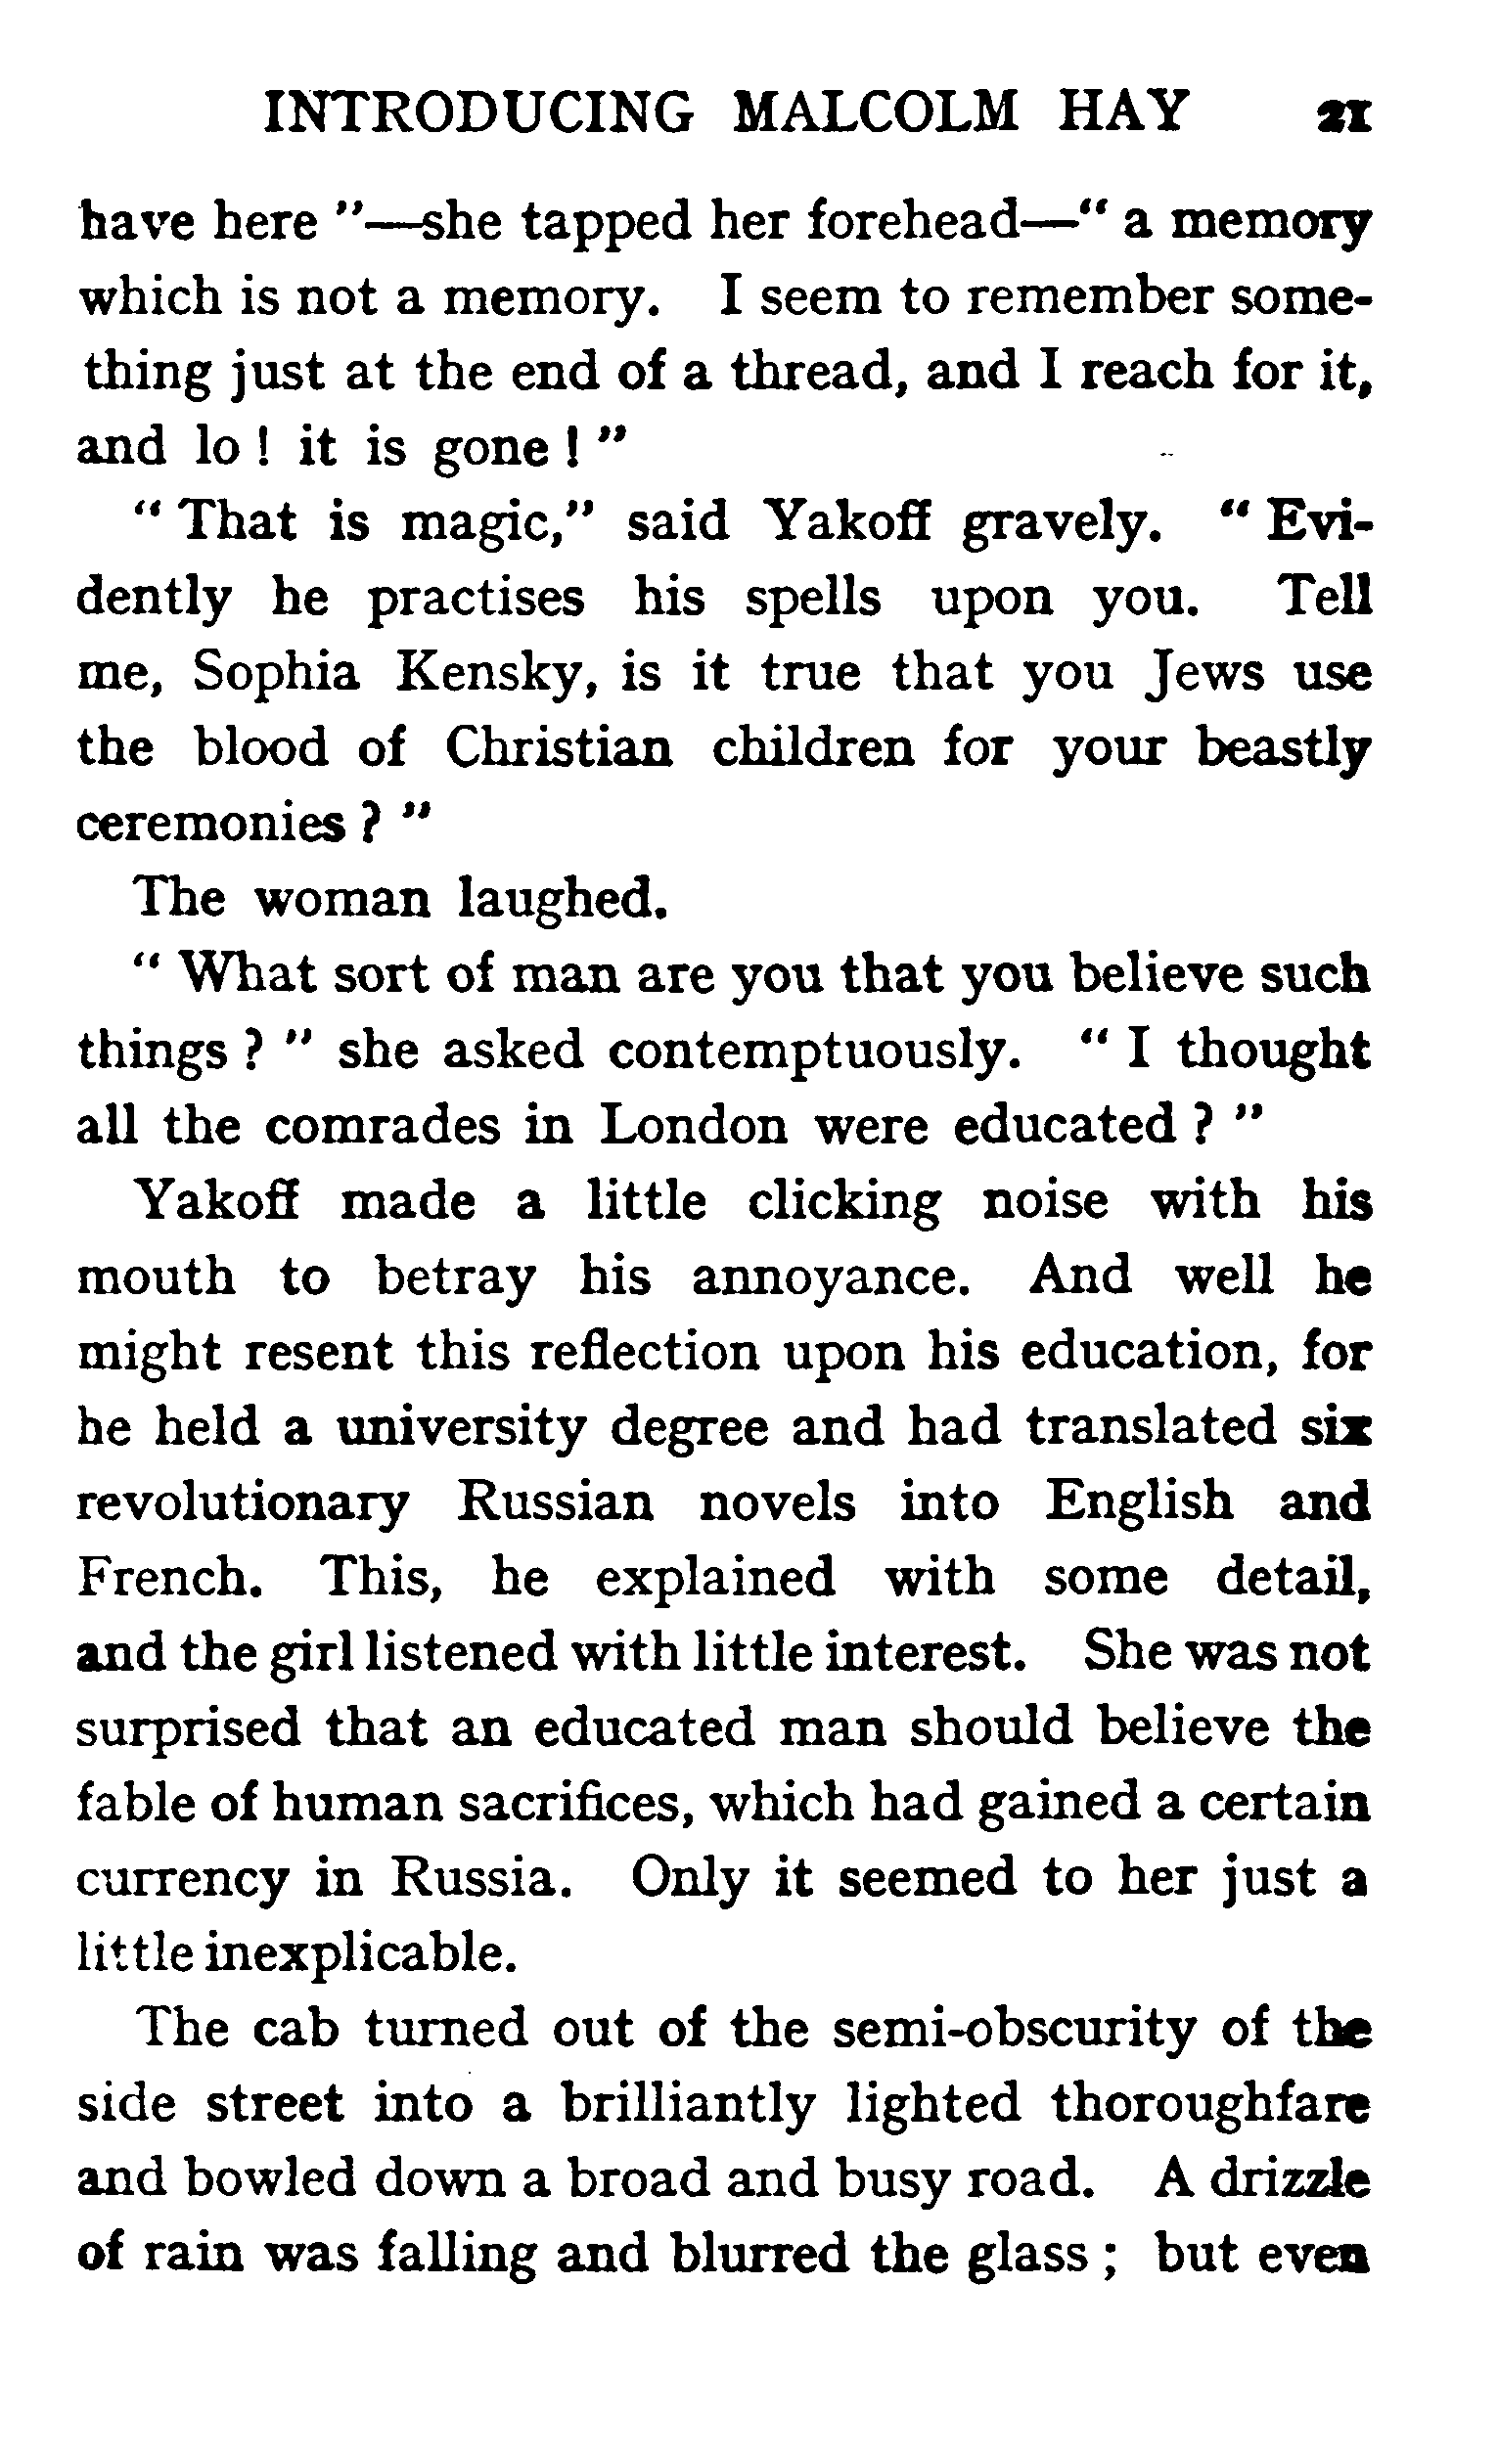 INTRODUCING MALCOLM HAY 21
have here "—she tapped her forehead—" a memory
which is not a memory. I seem to remember some-
thing just at the end of a thread, and I reach for it,
and lo ! it is gone ! "
" That is magic," said Yakoff gravely. " Evi-
dently he practises his spells upon you. Tell
me, Sophia Kensky, is it true that you Jews use
the blood of Christian children for your beastly
ceremonies ? "
The woman laughed.
" What sort of man are you that you believe such
things ? " she asked contemptuously. " I thought
all the comrades in London were educated ? "
Yakoff made a little clicking noise with his
mouth to betray his annoyance. And well he
might resent this reflection upon his education, for
he held a university degree and had translated six
revolutionary Russian novels into English and
French. This, he explained with some detail,
and the girl listened with little interest. She was not
surprised that an educated man should believe the
fable of human sacrifices, which had gained a certain
currency in Russia. Only it seemed to her just a
little inexplicable.
The cab turned out of the semi-obscurity of the
side street into a brilliantly lighted thoroughfare
and bowled down a broad and busy road. A drizzle
of rain was falling and blurred the glass ; but even